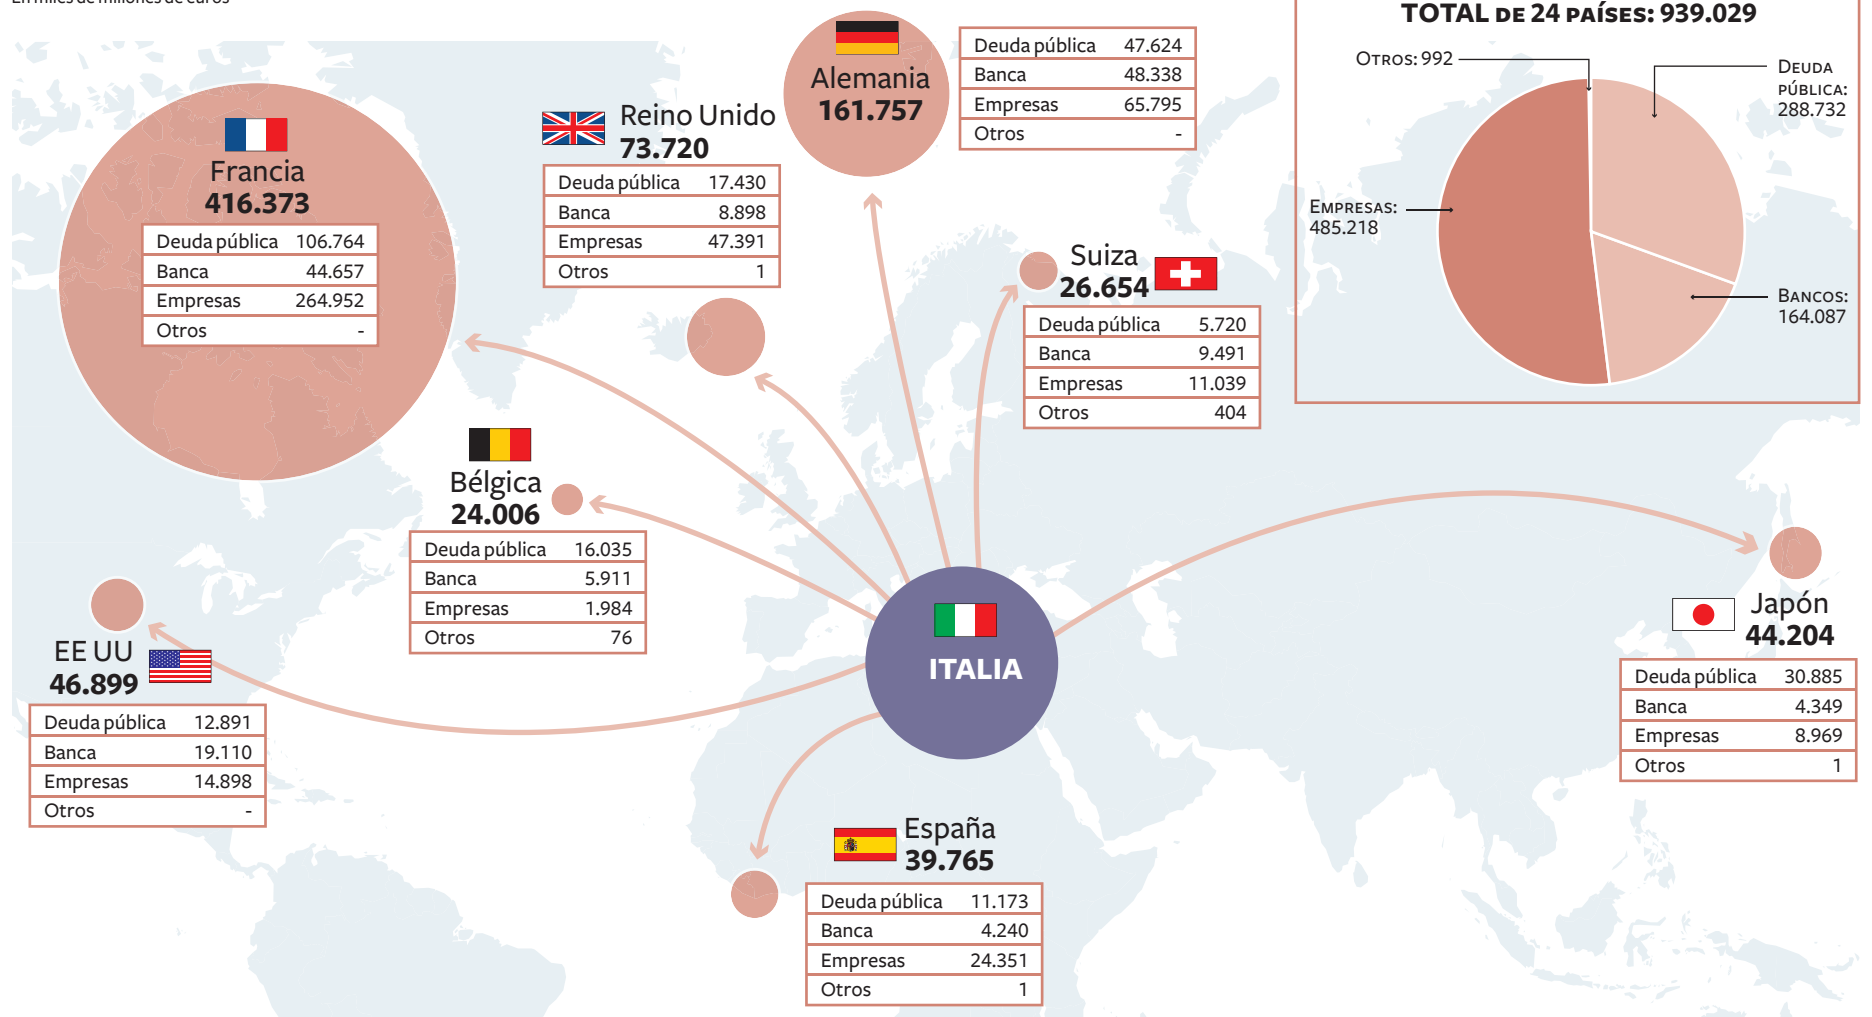 En miles de millones de euros
Francia
416.373
Deuda pública 106.764
Banca 44.657
Empresas 264.952
Otros -
Reino Unido
73.720
Deuda pública 17.430
Banca 8.898
Empresas 47.391
Otros 1
Alemania
161.757
Deuda pública 47.624
Banca 48.338
Empresas 65.795
Otros -
Suiza
26.654
Deuda pública 5.720
Banca 9.491
Empresas 11.039
Otros 404
TOTAL DE 24 PAÍSES: 939.029
OTROS: 992
DEUDA
PÚBLICA:
288.732
EMPRESAS:
485.218
BANCOS:
164.087
Bélgica
24.006
Deuda pública 16.035
Banca 5.911
Empresas 1.984
Otros 76
EE UU
46.899
Deuda pública 12.891
Banca 19.110
Empresas 14.898
Otros -
ITALIA
Japón
44.204
Deuda pública 30.885
Banca 4.349
Empresas 8.969
Otros 1
España
39.765
Deuda pública 11.173
Banca 4.240
Empresas 24.351
Otros 1